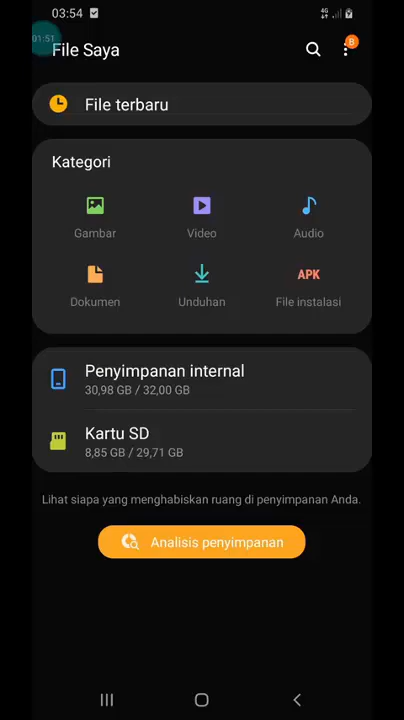 03:54
4G
01:51
File Saya
8
File terbaru
Kategori
Gambar
Video
Audio
Dokumen
Unduhan
APK
File instalasi
Penyimpanan internal
30,98 GB / 32,00 GB
Kartu SD
8,85 GB / 29,71 GB
Lihat siapa yang menghabiskan ruang di penyimpanan Anda.
Analisis penyimpanan